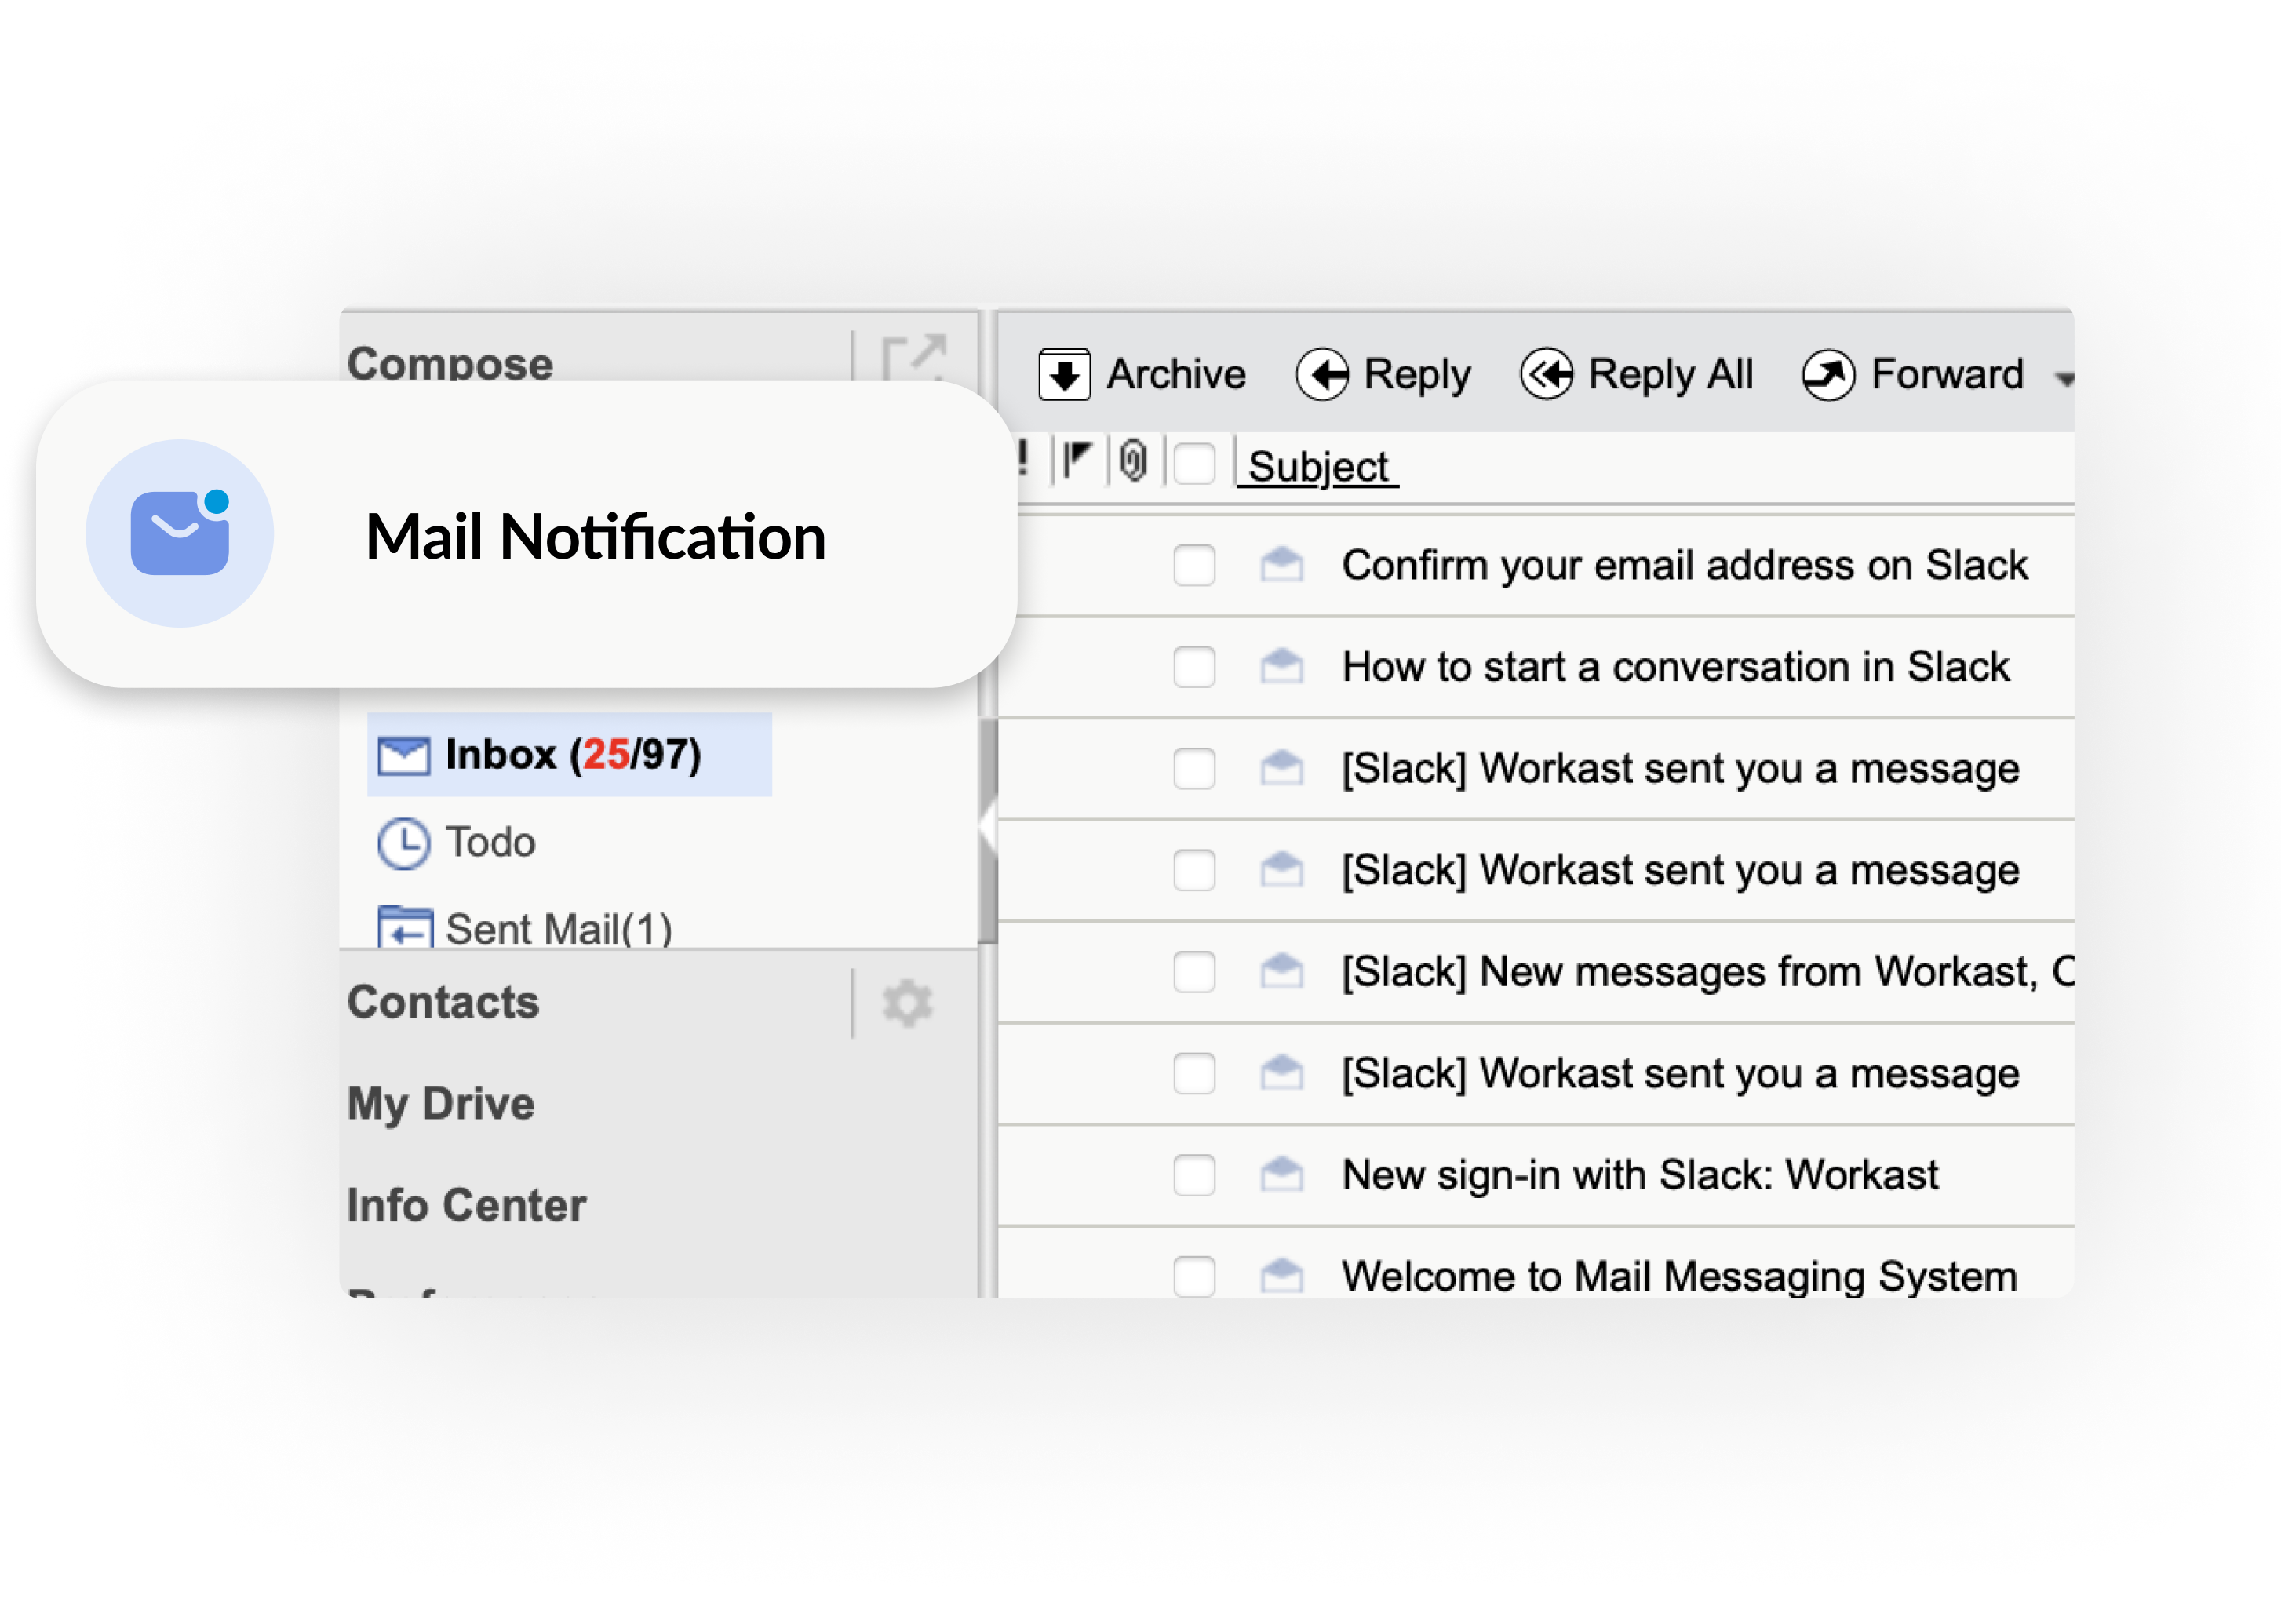 Compose
Mail Notification
Inbox (25/97)
Todo
Sent Mail(1)
Contacts
My Drive
Info Center
Archive Reply Reply All Forward
! Subject
Confirm your email address on Slack
How to start a conversation in Slack
[Slack] Workast sent you a message
[Slack] Workast sent you a message
[Slack] New messages from Workast,
[Slack] Workast sent you a message
New sign-in with Slack: Workast
Welcome to Mail Messaging System